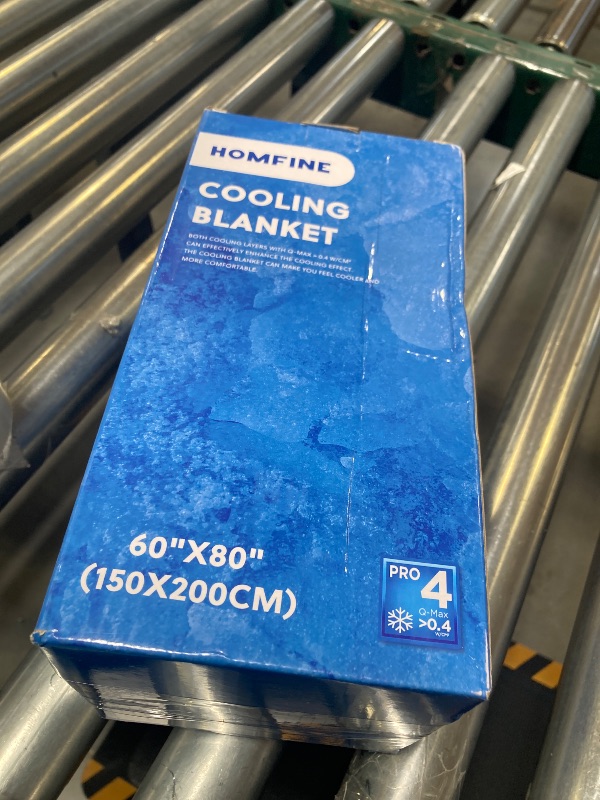 HOMFINE
COOLING
BLANKET
BOTH COOLING LAYERS WITH Q-MAX > 0.4 W/CM²
CAN EFFECTIVELY ENHANCE THE COOLING EFFECT.
THE COOLING BLANKET CAN MAKE YOU FEEL COOLER AND
MORE COMFORTABLE.
60"X80"
(150X200CM)
PRO 4
Q-Max
>0.4
W/CM²